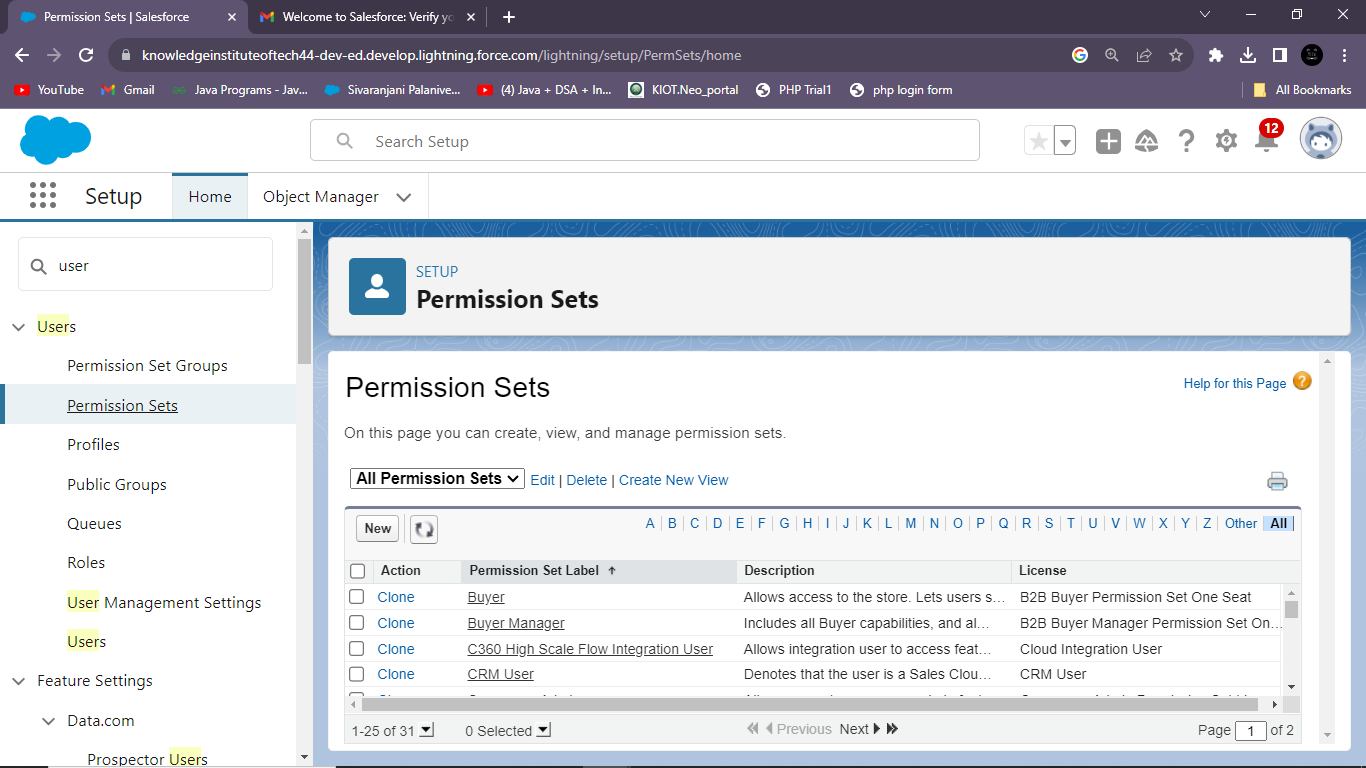 Permission Sets | Salesforce
Welcome to Salesforce: Verify yo
knowledgeinstituteoftech44-dev-ed.develop.lightning.force.com/lightning/setup/PermSets/home
YouTube
Gmail
Java Programs - Jav...
Sivaranjani Palanive...
(4) Java + DSA + In...
KIOT.Neo_portal
PHP Trial1
php login form
All Bookmarks
Search Setup
12
Setup
Home
Object Manager
user
Users
Permission Set Groups
Permission Sets
Profiles
Public Groups
Queues
Roles
User Management Settings
Users
Feature Settings
Data.com
Prospector Users
SETUP
Permission Sets
Permission Sets
Help for this Page
On this page you can create, view, and manage permission sets.
All Permission Sets Edit | Delete | Create New View
New
A | B | C | D | E | F | G | H | I | J | K | L | M | N | O | P | Q | R | S | T | U | V | W | X | Y | Z | Other | All
Action Permission Set Label Description License
Clone Buyer Allows access to the store. Lets users s... B2B Buyer Permission Set One Seat
Clone Buyer Manager Includes all Buyer capabilities, and al... B2B Buyer Manager Permission Set On...
Clone C360 High Scale Flow Integration User Allows integration user to access feat... Cloud Integration User
Clone CRM User Denotes that the user is a Sales Clou... CRM User
1-25 of 31 0 Selected Previous Next Page 1 of 2